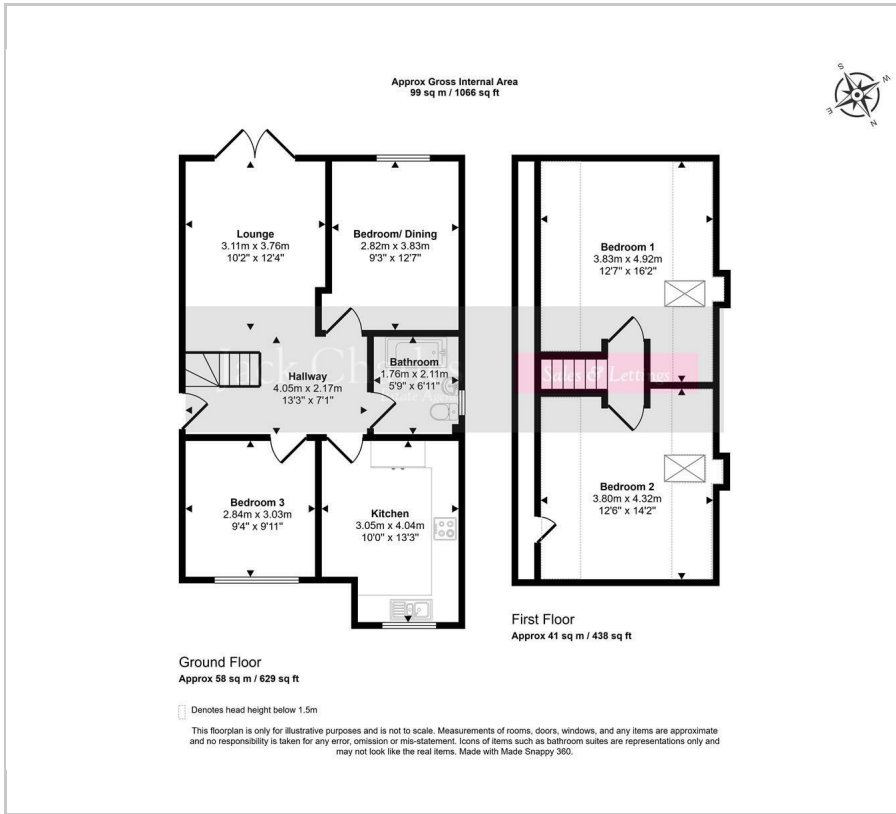 Approx Gross Internal Area
99 sq m / 1066 sq ft
S
W
E
N
Lounge
3.11m x 3.76m
10'2" x 12'4"
Bedroom/ Dining
2.82m x 3.83m
9'3" x 12'7"
Bathroom
1.76m x 2.11m
5'9" x 6'11"
Hallway
4.05m x 2.17m
13'3" x 7'1"
Bedroom 3
2.84m x 3.03m
9'4" x 9'11"
Kitchen
3.05m x 4.04m
10'0" x 13'3"
Ground Floor
Approx 58 sq m / 629 sq ft
Bedroom 1
3.83m x 4.92m
12'7" x 16'2"
Sales & Lettings
Bedroom 2
3.80m x 4.32m
12'6" x 14'2"
First Floor
Approx 41 sq m / 438 sq ft
Denotes head height below 1.5m
This floorplan is only for illustrative purposes and is not to scale. Measurements of rooms, doors, windows, and any items are approximate
and no responsibility is taken for any error, omission or mis-statement. Icons of items such as bathroom suites are representations only and
may not look like the real items. Made with Made Snappy 360.